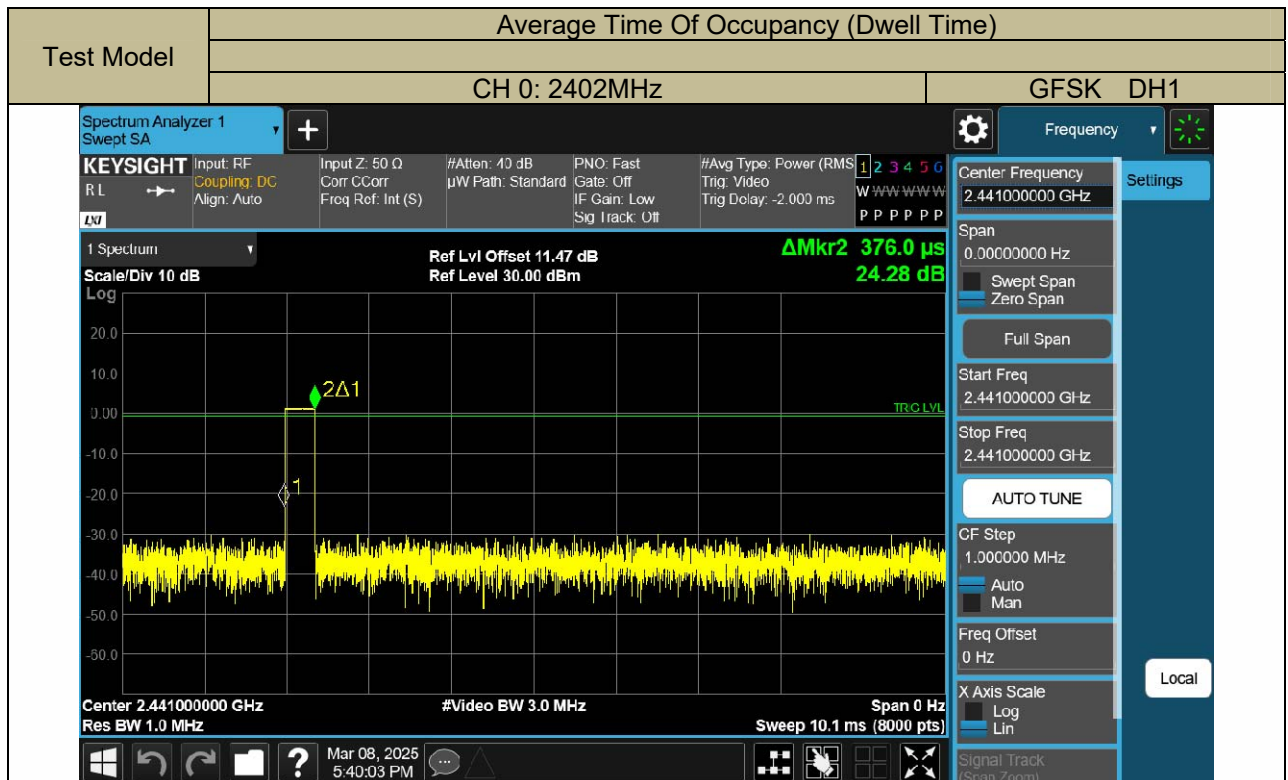 Average Time Of Occupancy (Dwell Time)
Test Model
CH 0: 2402MHz
GFSK DH1
Spectrum Analyzer 1
Swept SA
+
Frequency
KEYSIGHT
Input: RF
Input Z: 50 Ω
#Atten: 40 dB
PNO: Fast
#Avg Type: Power (RMS
1 2 3 4 5 6
RL
Coupling: DC
Corr CCorr
µW Path: Standard
Gate: Off
Trig: Video
Align: Auto
Freq Ref: Int (S)
IF Gain: Low
Trig Delay: -2.000 ms
W W W W W W
LXI
Sig Track: Off
P P P P P P
1 Spectrum
Ref Lvl Offset 11.47 dB
ΔMkr2 376.0 µs
Scale/Div 10 dB
Ref Level 30.00 dBm
24.28 dB
Log
20.0
10.0
0.00
-10.0
-20.0
-30.0
-40.0
-50.0
-60.0
2Δ1
TRIG LVL
1
Center 2.441000000 GHz
#Video BW 3.0 MHz
Span 0 Hz
Res BW 1.0 MHz
Sweep 10.1 ms (8000 pts)
Center Frequency
2.441000000 GHz
Settings
Span
0.00000000 Hz
Swept Span
Zero Span
Full Span
Start Freq
2.441000000 GHz
Stop Freq
2.441000000 GHz
AUTO TUNE
CF Step
1.000000 MHz
Auto
Man
Freq Offset
0 Hz
Local
X Axis Scale
Log
Lin
Signal Track
(Span Zoom)
?
Mar 08, 2025
5:40:03 PM